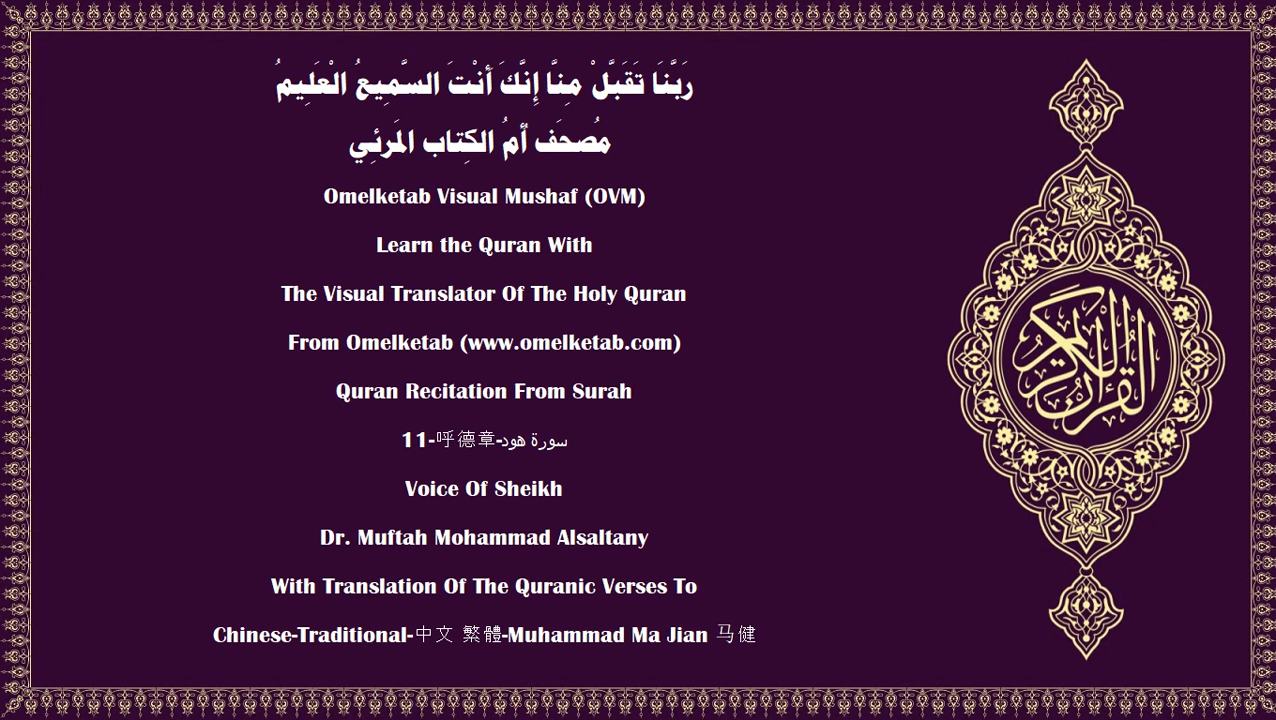 رَبَّنَا تَقَبَّلْ مِنَّا إِنَّكَ أَنْتَ السَّمِيعُ الْعَلِيمُ
مُصحَف أمُ الكِتاب المَرئِي
Omelketab Visual Mushaf (OVM)
Learn the Quran With
The Visual Translator Of The Holy Quran
From Omelketab (www.omelketab.com)
Quran Recitation From Surah
11-呼德章-سورة هود
Voice Of Sheikh
Dr. Muftah Mohammad Alsaltany
With Translation Of The Quranic Verses To
Chinese-Traditional-中文 繁體-Muhammad Ma Jian 马健
القرآن الكريم